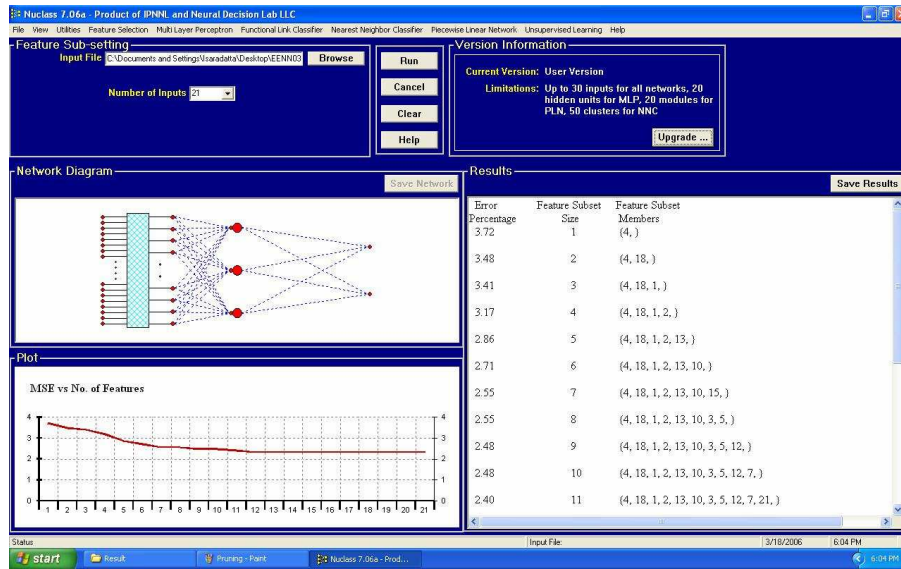 Nuclass 7.06a - Product of IPNNL and Neural Decision Lab LLC
File View Utilities Feature Selection Multi Layer Perceptron Functional Link Classifier Nearest Neighbor Classifier Piecewise Linear Network Unsupervised Learning Help
Feature Sub-setting
Input File C:\Documents and Settings\Isaradatta\Desktop\EENN03 Browse
Number of Inputs 21
Run
Cancel
Clear
Help
Version Information
Current Version: User Version
Limitations: Up to 30 inputs for all networks, 20
hidden units for MLP, 20 modules for
PLN, 50 clusters for NNC
Upgrade ...
Network Diagram
Save Network
Plot
MSE vs No. of Features
4 4
3 3
2 2
1 1
0 0
1 2 3 4 5 6 7 8 9 10 11 12 13 14 15 16 17 18 19 20 21
Results
Save Results
Error Feature Subset Feature Subset
Percentage Size Members
3.72 1 {4, }
3.48 2 {4, 18, }
3.41 3 {4, 18, 1, }
3.17 4 {4, 18, 1, 2, }
2.86 5 {4, 18, 1, 2, 13, }
2.71 6 {4, 18, 1, 2, 13, 10, }
2.55 7 {4, 18, 1, 2, 13, 10, 15, }
2.55 8 {4, 18, 1, 2, 13, 10, 3, 5, }
2.48 9 {4, 18, 1, 2, 13, 10, 3, 5, 12, }
2.48 10 {4, 18, 1, 2, 13, 10, 3, 5, 12, 7, }
2.40 11 {4, 18, 1, 2, 13, 10, 3, 5, 12, 7, 21, }
Status Input File: 3/18/2006 6:04 PM
start Result Pruning - Paint Nuclass 7.06a - Prod... 6:04 PM